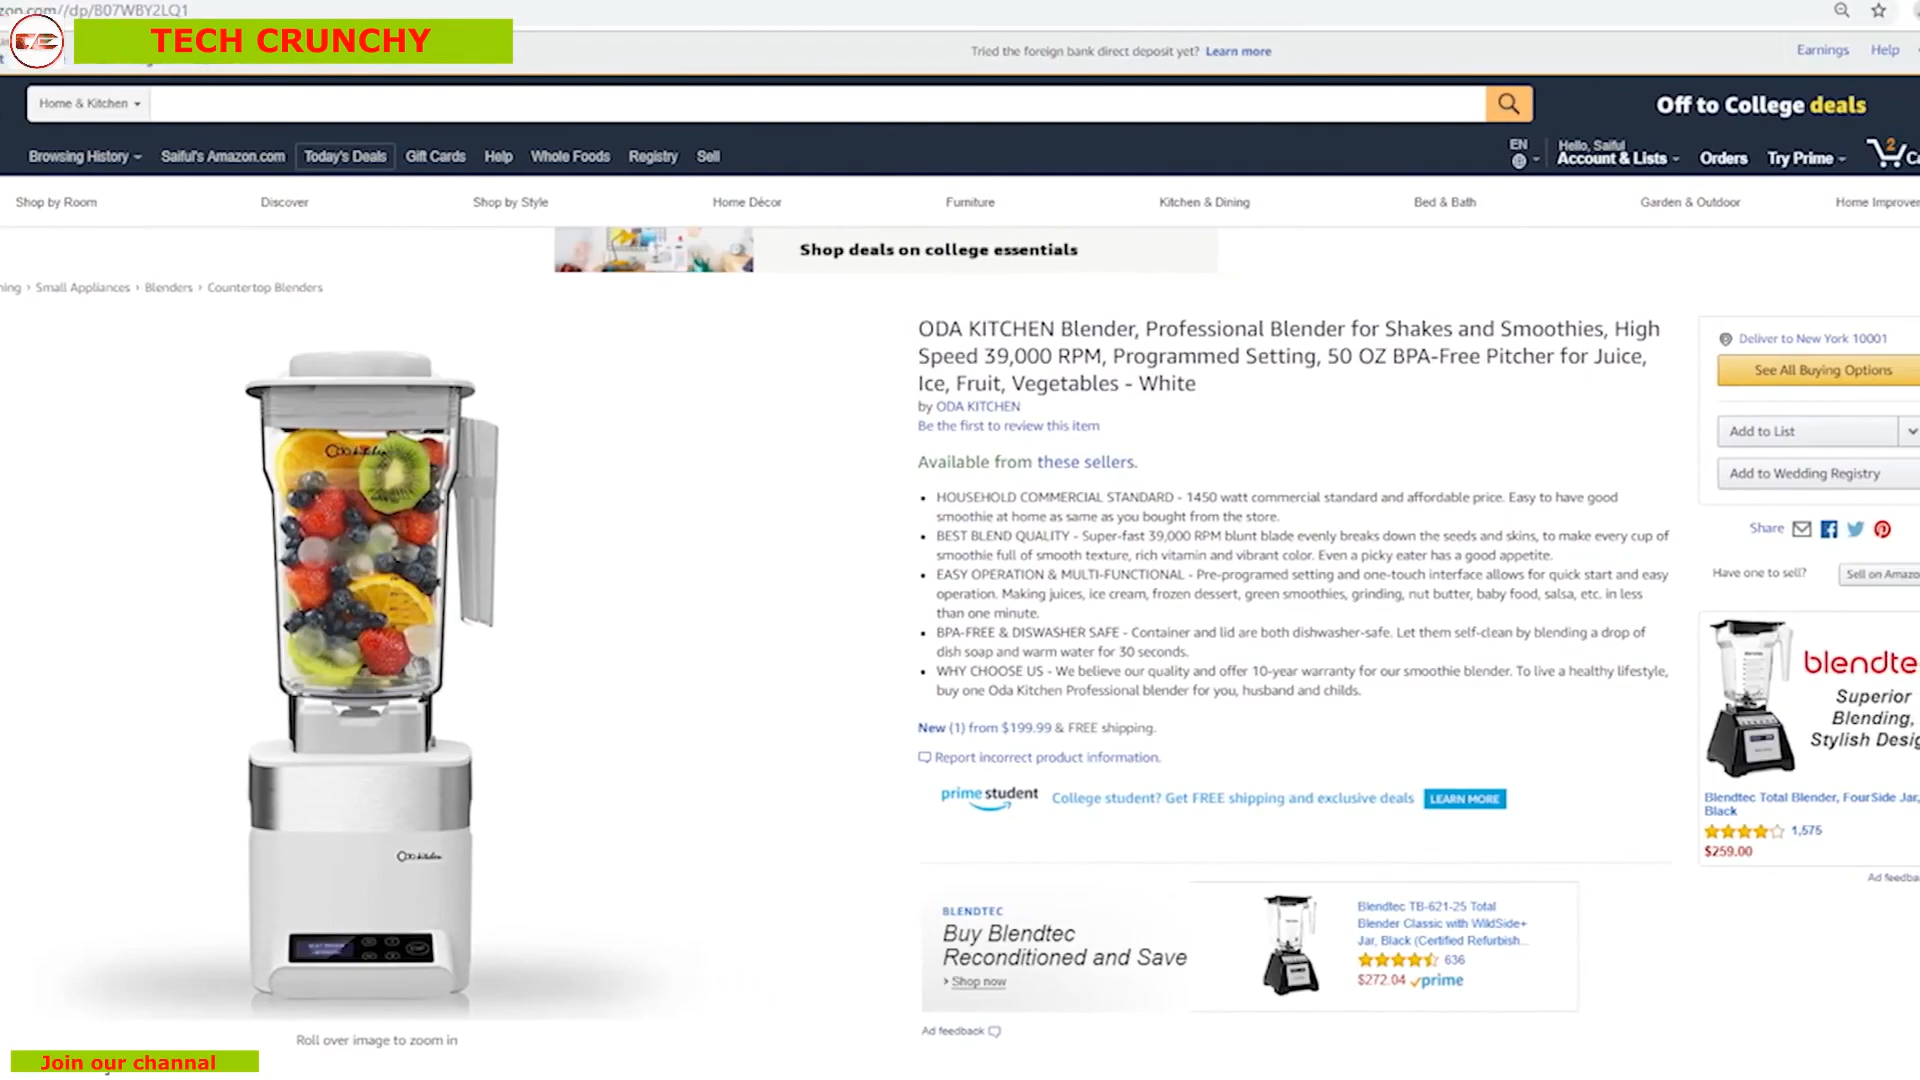 zon.com//dp/B07WBY2LQ1
TECH CRUNCHY
Tried the foreign bank direct deposit yet? Learn more
Earnings Help
Home & Kitchen
Off to College deals
Browsing History Saiful's Amazon.com Today's Deals Gift Cards Help Whole Foods Registry Sell
EN
Hello, Saiful
Account & Lists Orders Try Prime 2 Ca
Shop by Room Discover Shop by Style Home Décor Furniture Kitchen & Dining Bed & Bath Garden & Outdoor Home Improve
Shop deals on college essentials
ning › Small Appliances › Blenders › Countertop Blenders
ODA KITCHEN Blender, Professional Blender for Shakes and Smoothies, High
Speed 39,000 RPM, Programmed Setting, 50 OZ BPA-Free Pitcher for Juice,
Ice, Fruit, Vegetables - White
by ODA KITCHEN
Be the first to review this item
Available from these sellers.
• HOUSEHOLD COMMERCIAL STANDARD - 1450 watt commercial standard and affordable price. Easy to have good
smoothie at home as same as you bought from the store.
• BEST BLEND QUALITY - Super-fast 39,000 RPM blunt blade evenly breaks down the seeds and skins, to make every cup of
smoothie full of smooth texture, rich vitamin and vibrant color. Even a picky eater has a good appetite.
• EASY OPERATION & MULTI-FUNCTIONAL - Pre-programed setting and one-touch interface allows for quick start and easy
operation. Making juices, ice cream, frozen dessert, green smoothies, grinding, nut butter, baby food, salsa, etc. in less
than one minute.
• BPA-FREE & DISWASHER SAFE - Container and lid are both dishwasher-safe. Let them self-clean by blending a drop of
dish soap and warm water for 30 seconds.
• WHY CHOOSE US - We believe our quality and offer 10-year warranty for our smoothie blender. To live a healthy lifestyle,
buy one Oda Kitchen Professional blender for you, husband and childs.
New (1) from $199.99 & FREE shipping.
Report incorrect product information.
prime student College student? Get FREE shipping and exclusive deals LEARN MORE
BLENDTEC
Buy Blendtec
Reconditioned and Save
› Shop now
Blendtec TB-621-25 Total
Blender Classic with WildSide+
Jar, Black (Certified Refurbish...
636
$272.04 prime
Ad feedback
Deliver to New York 10001
See All Buying Options
Add to List
Add to Wedding Registry
Share
Have one to sell? Sell on Amazo
blendte
Superior
Blending,
Stylish Desig
Blendtec Total Blender, FourSide Jar,
Black
1,575
$259.00
Ad feedba
Oda kitchen
Oda kitchen
Roll over image to zoom in
Join our channal